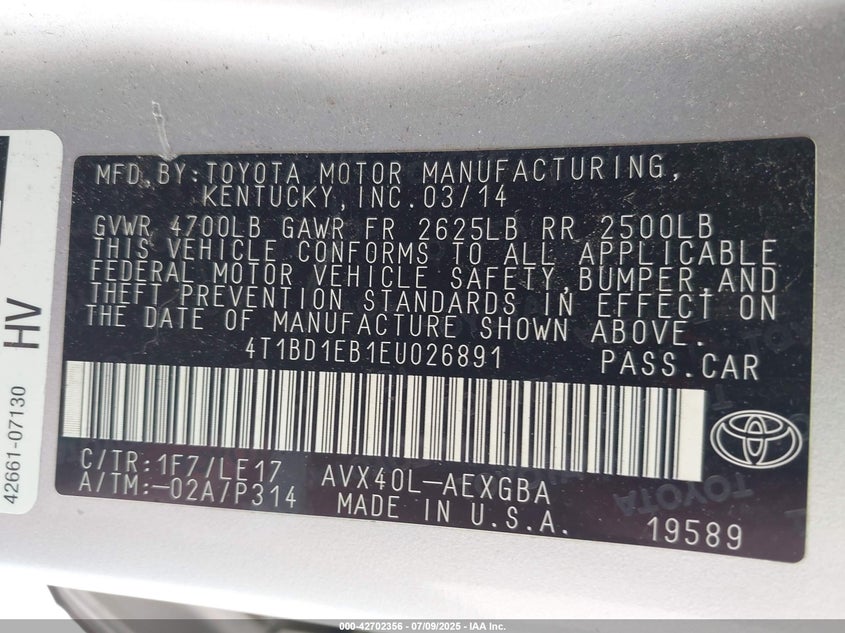 MFD BY:TOYOTA MOTOR MANUFACTURING,
KENTUCKY,INC.03/14
GVWR 4700LB GAWR FR 2625LB RR 2500LB
THIS VEHICLE CONFORMS TO ALL APPLICABLE
FEDERAL MOTOR VEHICLE SAFETY,BUMPER,AND
THEFT PREVENTION STANDARDS IN EFFECT ON
THE DATE OF MANUFACTURE SHOWN ABOVE.
4T1BD1EB1EU026891 PASS.CAR
C/TR:1F7/LE17 AVX40L-AEXGBA
A/TM:-02A/P314 MADE IN U.S.A. 19589
TOYOTA
42661-07130 HV
000-42702356 | 07/09/2025 - IAA Inc.